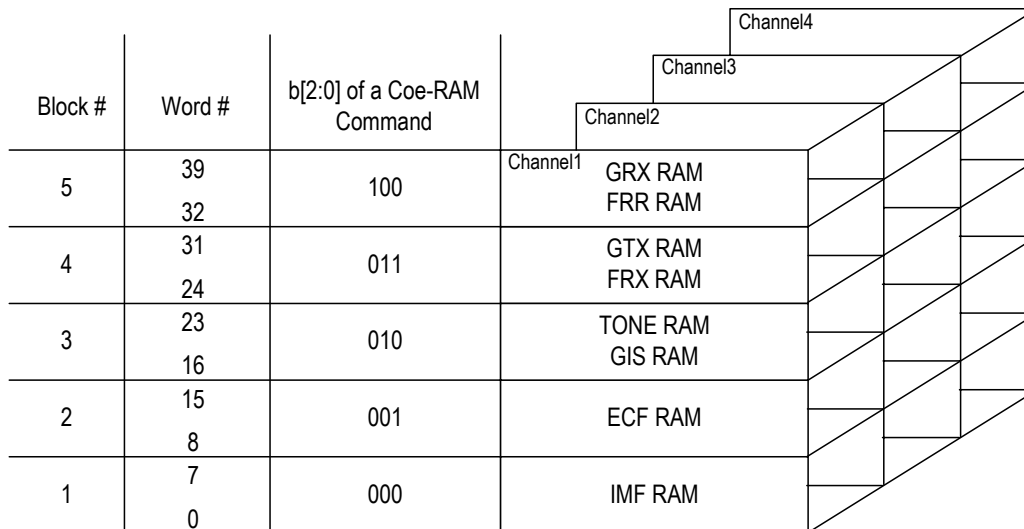 Channel4
Channel3
Channel2
Channel1
Block #
Word #
b[2:0] of a Coe-RAM
Command
5
39
32
100
GRX RAM
FRR RAM
4
31
24
011
GTX RAM
FRX RAM
3
23
16
010
TONE RAM
GIS RAM
2
15
8
001
ECF RAM
1
7
0
000
IMF RAM